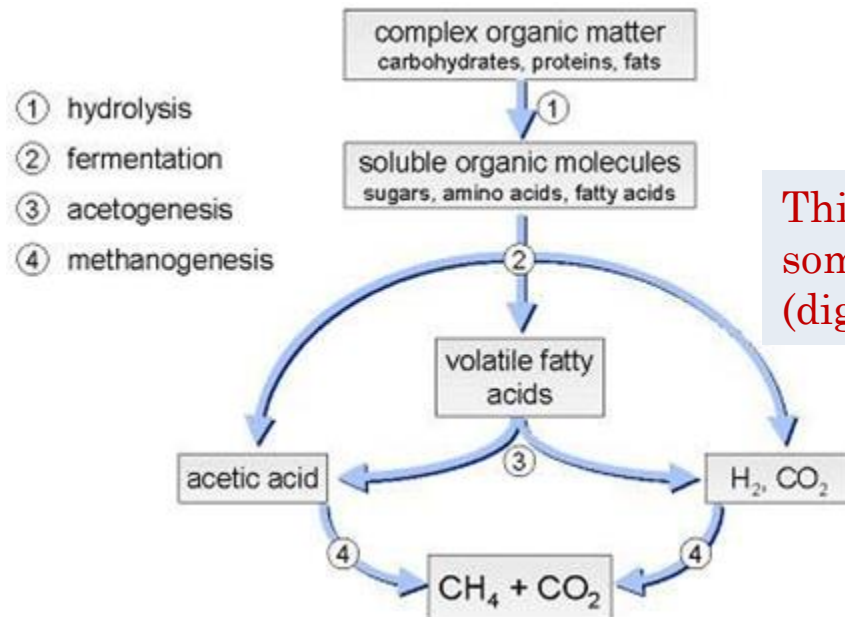 complex organic matter
carbohydrates, proteins, fats
① hydrolysis
② fermentation
③ acetogenesis
④ methanogenesis
①
soluble organic molecules
sugars, amino acids, fatty acids
②
volatile fatty
acids
③
acetic acid
H₂, CO₂
④
④
CH₄ + CO₂